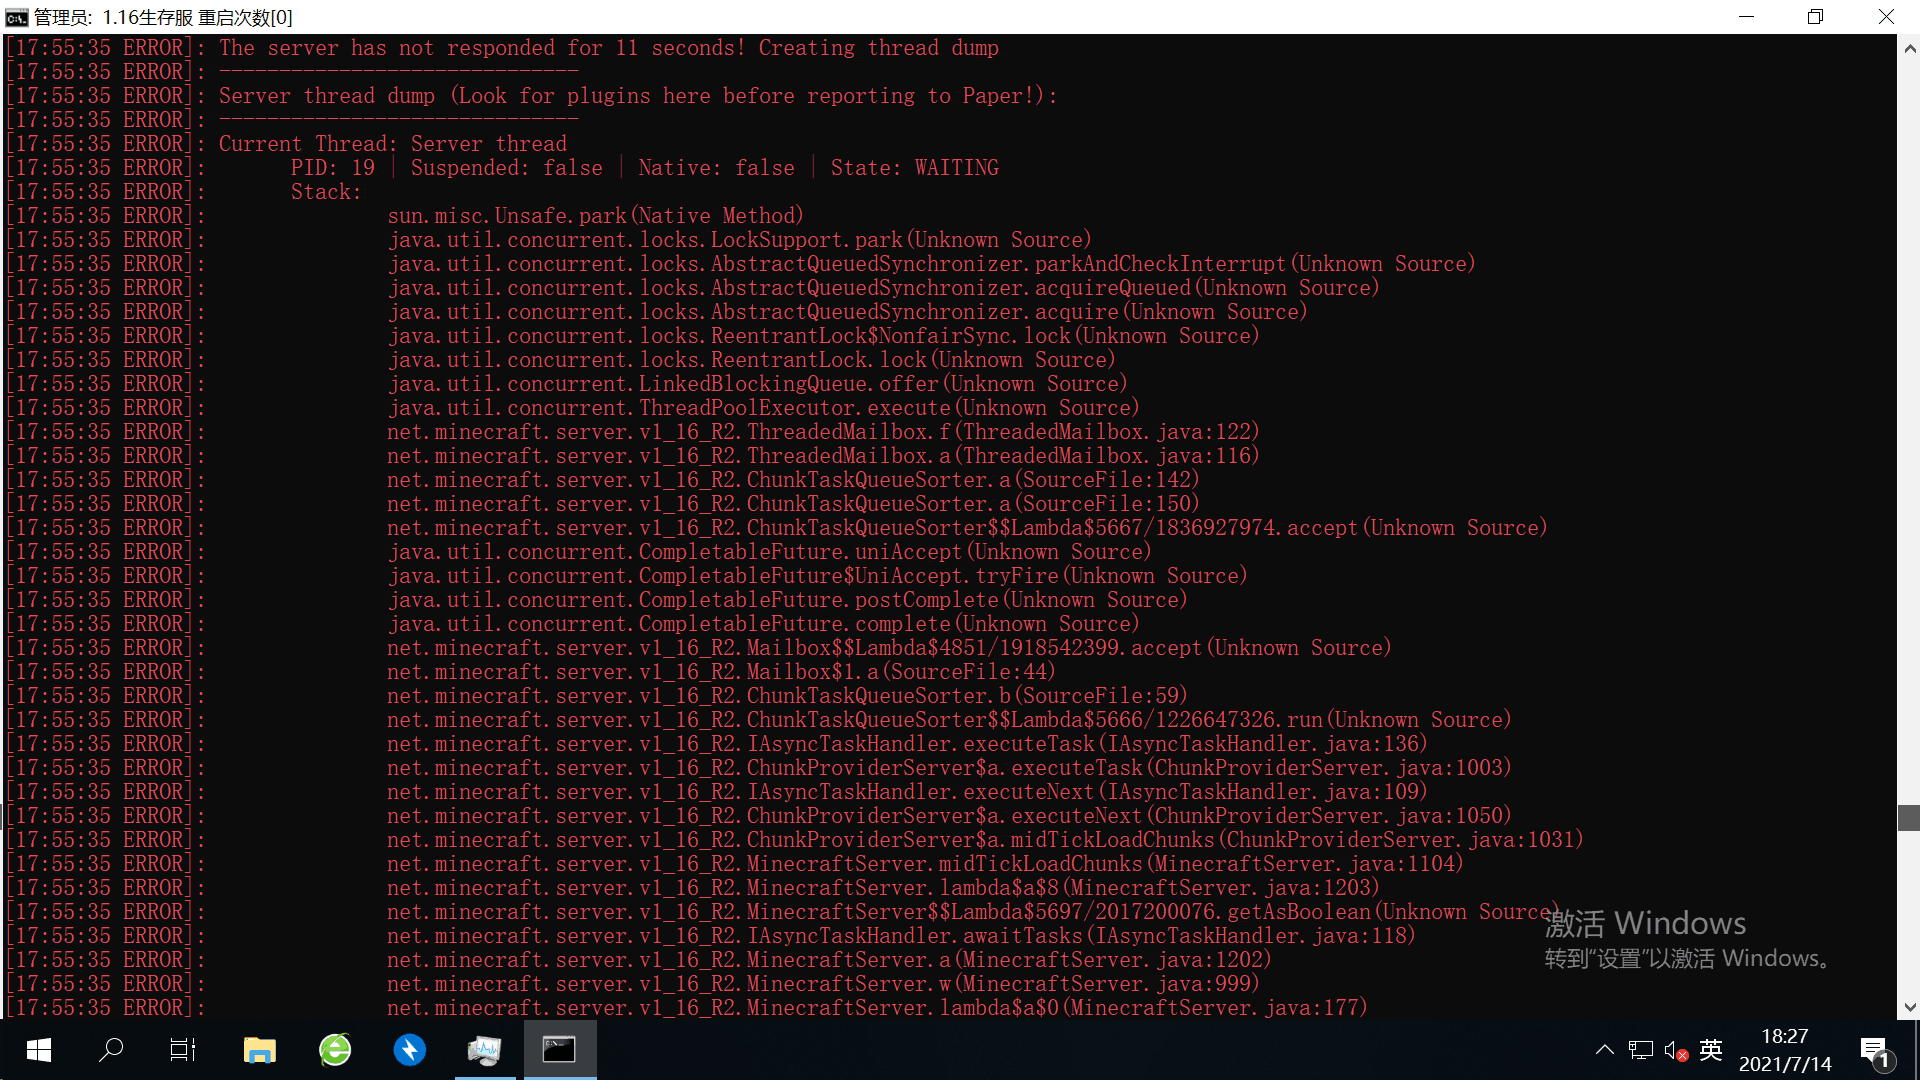 管理员: 1.16生存服 重启次数[0]
[17:55:35 ERROR]: The server has not responded for 11 seconds! Creating thread dump
[17:55:35 ERROR]: ------------------------------
[17:55:35 ERROR]: Server thread dump (Look for plugins here before reporting to Paper!):
[17:55:35 ERROR]: ------------------------------
[17:55:35 ERROR]: Current Thread: Server thread
[17:55:35 ERROR]: PID: 19 | Suspended: false | Native: false | State: WAITING
[17:55:35 ERROR]: Stack:
[17:55:35 ERROR]: sun.misc.Unsafe.park(Native Method)
[17:55:35 ERROR]: java.util.concurrent.locks.LockSupport.park(Unknown Source)
[17:55:35 ERROR]: java.util.concurrent.locks.AbstractQueuedSynchronizer.parkAndCheckInterrupt(Unknown Source)
[17:55:35 ERROR]: java.util.concurrent.locks.AbstractQueuedSynchronizer.acquireQueued(Unknown Source)
[17:55:35 ERROR]: java.util.concurrent.locks.AbstractQueuedSynchronizer.acquire(Unknown Source)
[17:55:35 ERROR]: java.util.concurrent.locks.ReentrantLock$NonfairSync.lock(Unknown Source)
[17:55:35 ERROR]: java.util.concurrent.locks.ReentrantLock.lock(Unknown Source)
[17:55:35 ERROR]: java.util.concurrent.LinkedBlockingQueue.offer(Unknown Source)
[17:55:35 ERROR]: java.util.concurrent.ThreadPoolExecutor.execute(Unknown Source)
[17:55:35 ERROR]: net.minecraft.server.v1_16_R2.ThreadedMailbox.f(ThreadedMailbox.java:122)
[17:55:35 ERROR]: net.minecraft.server.v1_16_R2.ThreadedMailbox.a(ThreadedMailbox.java:116)
[17:55:35 ERROR]: net.minecraft.server.v1_16_R2.ChunkTaskQueueSorter.a(SourceFile:142)
[17:55:35 ERROR]: net.minecraft.server.v1_16_R2.ChunkTaskQueueSorter.a(SourceFile:150)
[17:55:35 ERROR]: net.minecraft.server.v1_16_R2.ChunkTaskQueueSorter$$Lambda$5667/1836927974.accept(Unknown Source)
[17:55:35 ERROR]: java.util.concurrent.CompletableFuture.uniAccept(Unknown Source)
[17:55:35 ERROR]: java.util.concurrent.CompletableFuture$UniAccept.tryFire(Unknown Source)
[17:55:35 ERROR]: java.util.concurrent.CompletableFuture.postComplete(Unknown Source)
[17:55:35 ERROR]: java.util.concurrent.CompletableFuture.complete(Unknown Source)
[17:55:35 ERROR]: net.minecraft.server.v1_16_R2.Mailbox$$Lambda$4851/1918542399.accept(Unknown Source)
[17:55:35 ERROR]: net.minecraft.server.v1_16_R2.Mailbox$1.a(SourceFile:44)
[17:55:35 ERROR]: net.minecraft.server.v1_16_R2.ChunkTaskQueueSorter.b(SourceFile:59)
[17:55:35 ERROR]: net.minecraft.server.v1_16_R2.ChunkTaskQueueSorter$$Lambda$5666/1226647326.run(Unknown Source)
[17:55:35 ERROR]: net.minecraft.server.v1_16_R2.IAsyncTaskHandler.executeTask(IAsyncTaskHandler.java:136)
[17:55:35 ERROR]: net.minecraft.server.v1_16_R2.ChunkProviderServer$a.executeTask(ChunkProviderServer.java:1003)
[17:55:35 ERROR]: net.minecraft.server.v1_16_R2.IAsyncTaskHandler.executeNext(IAsyncTaskHandler.java:109)
[17:55:35 ERROR]: net.minecraft.server.v1_16_R2.ChunkProviderServer$a.executeNext(ChunkProviderServer.java:1050)
[17:55:35 ERROR]: net.minecraft.server.v1_16_R2.ChunkProviderServer$a.midTickLoadChunks(ChunkProviderServer.java:1031)
[17:55:35 ERROR]: net.minecraft.server.v1_16_R2.MinecraftServer.midTickLoadChunks(MinecraftServer.java:1104)
[17:55:35 ERROR]: net.minecraft.server.v1_16_R2.MinecraftServer.lambda$a$8(MinecraftServer.java:1203)
[17:55:35 ERROR]: net.minecraft.server.v1_16_R2.MinecraftServer$$Lambda$5697/2017200076.getAsBoolean(Unknown Source)
[17:55:35 ERROR]: net.minecraft.server.v1_16_R2.IAsyncTaskHandler.awaitTasks(IAsyncTaskHandler.java:118)
[17:55:35 ERROR]: net.minecraft.server.v1_16_R2.MinecraftServer.a(MinecraftServer.java:1202)
[17:55:35 ERROR]: net.minecraft.server.v1_16_R2.MinecraftServer.w(MinecraftServer.java:999)
[17:55:35 ERROR]: net.minecraft.server.v1_16_R2.MinecraftServer.lambda$a$0(MinecraftServer.java:177)
激活 Windows
转到“设置”以激活 Windows。
英
18:27
2021/7/14
1